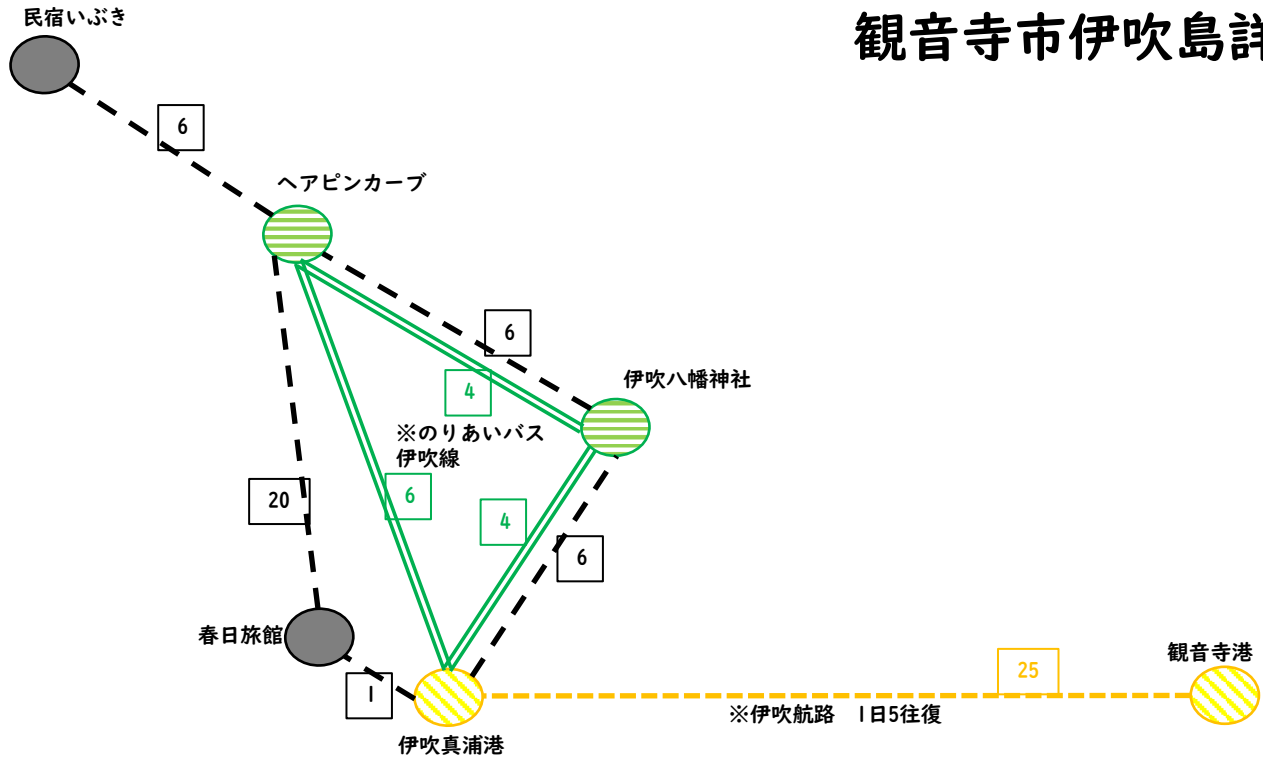 民宿いぶき
観音寺市伊吹島詳
6
ヘアピンカーブ
6
伊吹八幡神社
4
※のりあいバス
伊吹線
20
6
4
6
春日旅館
観音寺港
25
1
※伊吹航路 1日5往復
伊吹真浦港